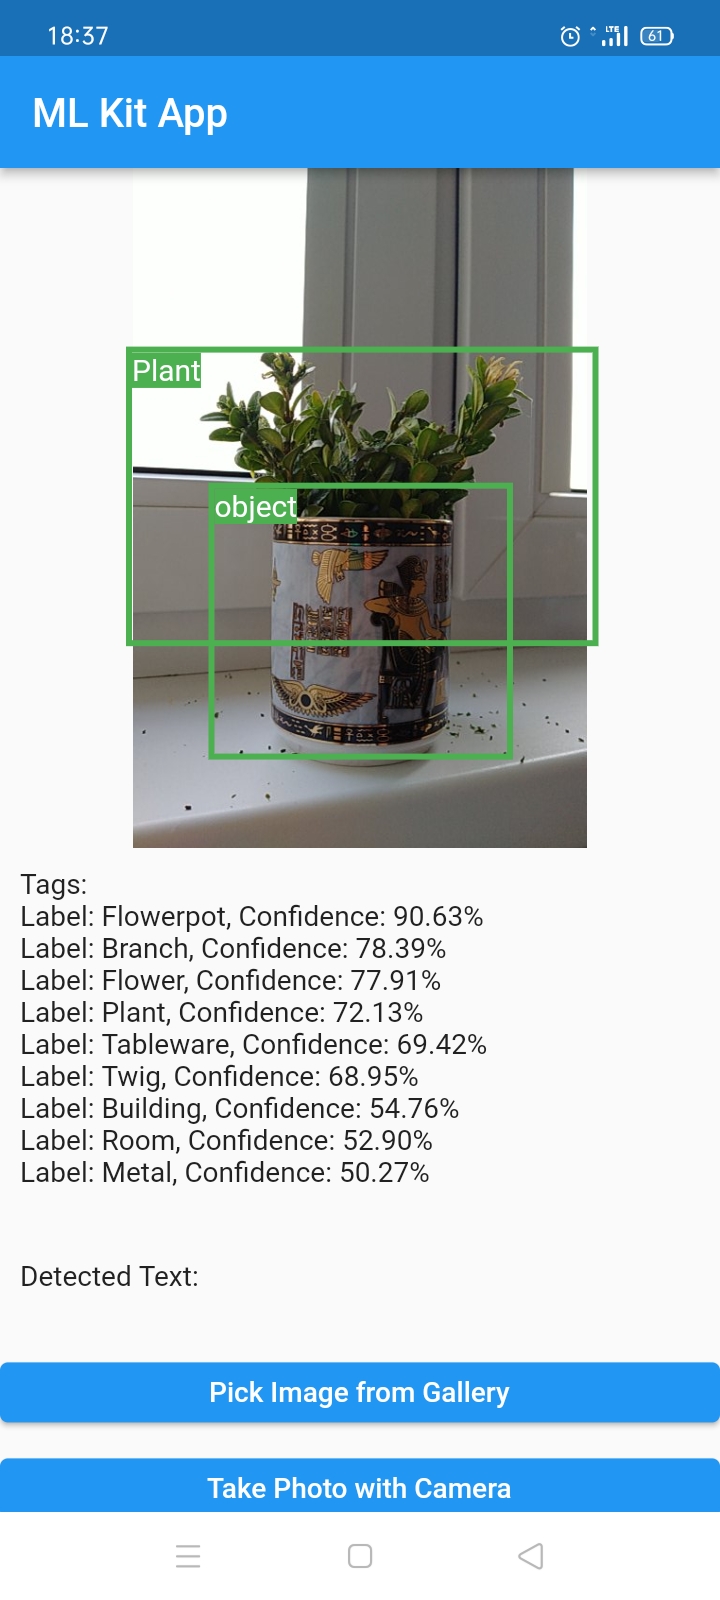 18:37
LTE
61
ML Kit App
Plant
object
Tags:
Label: Flowerpot, Confidence: 90.63%
Label: Branch, Confidence: 78.39%
Label: Flower, Confidence: 77.91%
Label: Plant, Confidence: 72.13%
Label: Tableware, Confidence: 69.42%
Label: Twig, Confidence: 68.95%
Label: Building, Confidence: 54.76%
Label: Room, Confidence: 52.90%
Label: Metal, Confidence: 50.27%
Detected Text:
Pick Image from Gallery
Take Photo with Camera